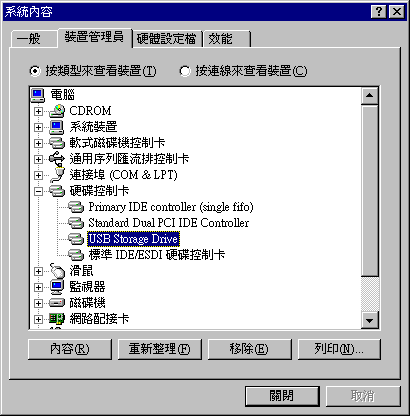 系統內容
一般
裝置管理員
硬體設定檔
效能
按類型來查看裝置(T)
按連線來查看裝置(C)
電腦
CDROM
系統裝置
軟式磁碟機控制卡
通用序列匯流排控制卡
連接埠 (COM & LPT)
硬碟控制卡
Primary IDE controller (single fifo)
Standard Dual PCI IDE Controller
USB Storage Drive
標準 IDE/ESDI 硬碟控制卡
滑鼠
監視器
磁碟機
網路配接卡
內容(R)
重新整理(F)
移除(E)
列印(N)...
關閉
取消